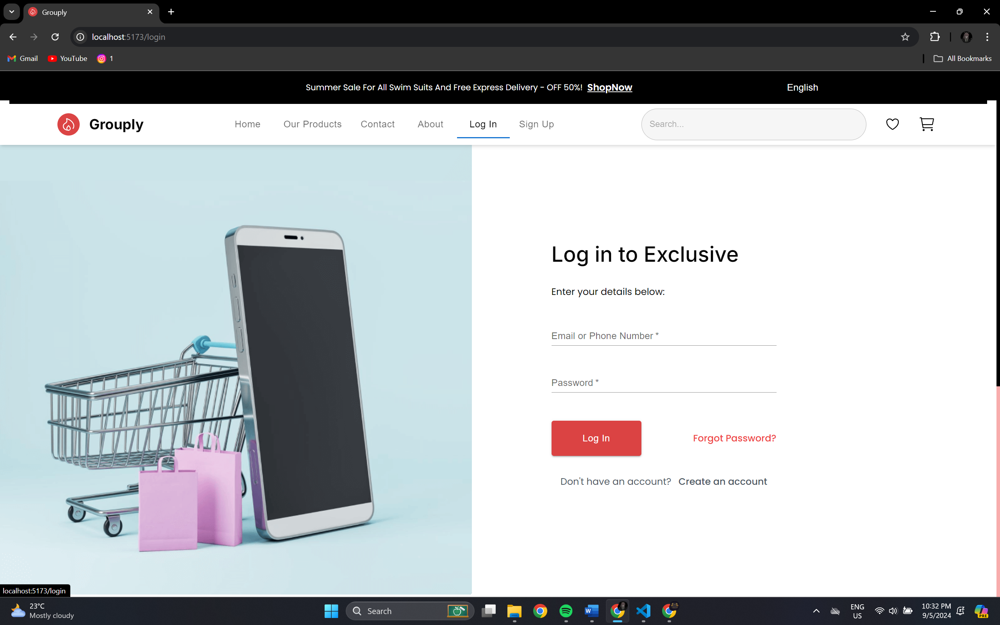 Grouply
localhost:5173/login
Gmail
YouTube
1
All Bookmarks
Summer Sale For All Swim Suits And Free Express Delivery - OFF 50%! ShopNow
English
Grouply
Home
Our Products
Contact
About
Log In
Sign Up
Search...
Log in to Exclusive
Enter your details below:
Email or Phone Number *
Password *
Log In
Forgot Password?
Don't have an account? Create an account
localhost:5173/login
23°C
Mostly cloudy
Search
W
ENG
US
10:32 PM
9/5/2024
PRE